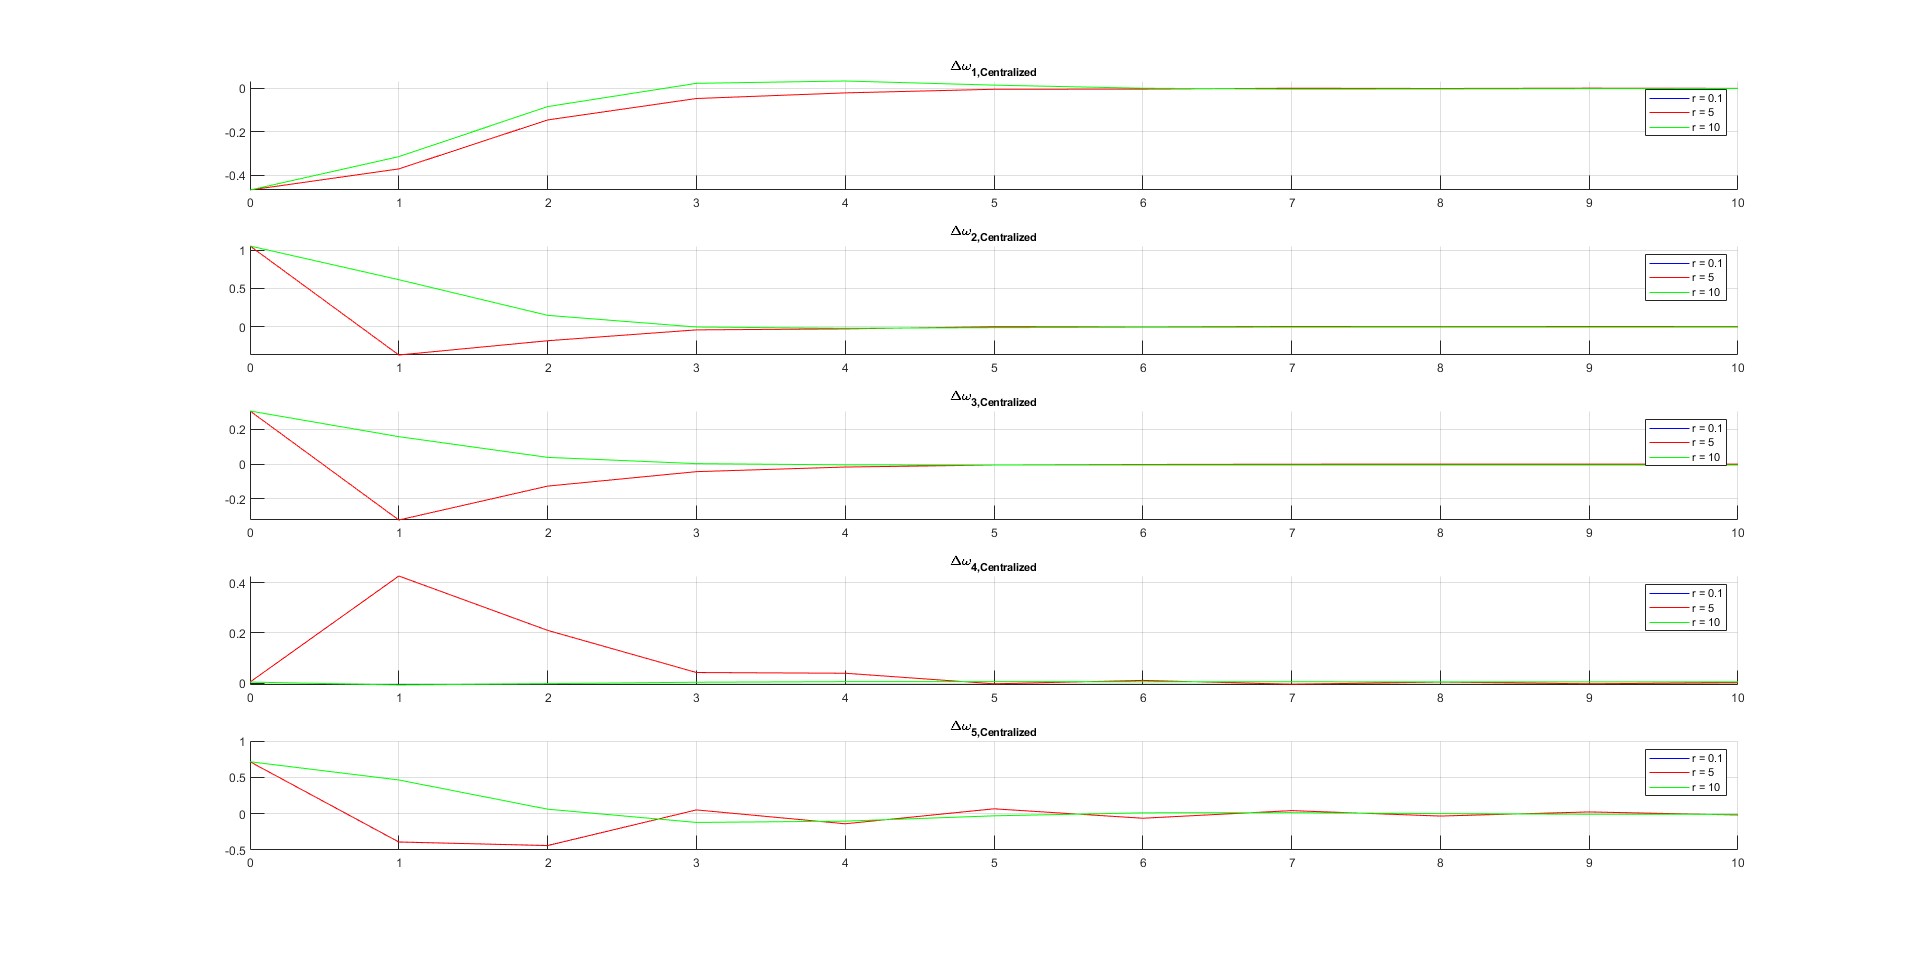 Δω1,Centralized
0
-0.2
-0.4
r = 0.1
r = 5
r = 10
0 1 2 3 4 5 6 7 8 9 10
Δω2,Centralized
1
0.5
0
r = 0.1
r = 5
r = 10
0 1 2 3 4 5 6 7 8 9 10
Δω3,Centralized
0.2
0
-0.2
r = 0.1
r = 5
r = 10
0 1 2 3 4 5 6 7 8 9 10
Δω4,Centralized
0.4
0.2
0
r = 0.1
r = 5
r = 10
0 1 2 3 4 5 6 7 8 9 10
Δω5,Centralized
1
0.5
0
-0.5
r = 0.1
r = 5
r = 10
0 1 2 3 4 5 6 7 8 9 10